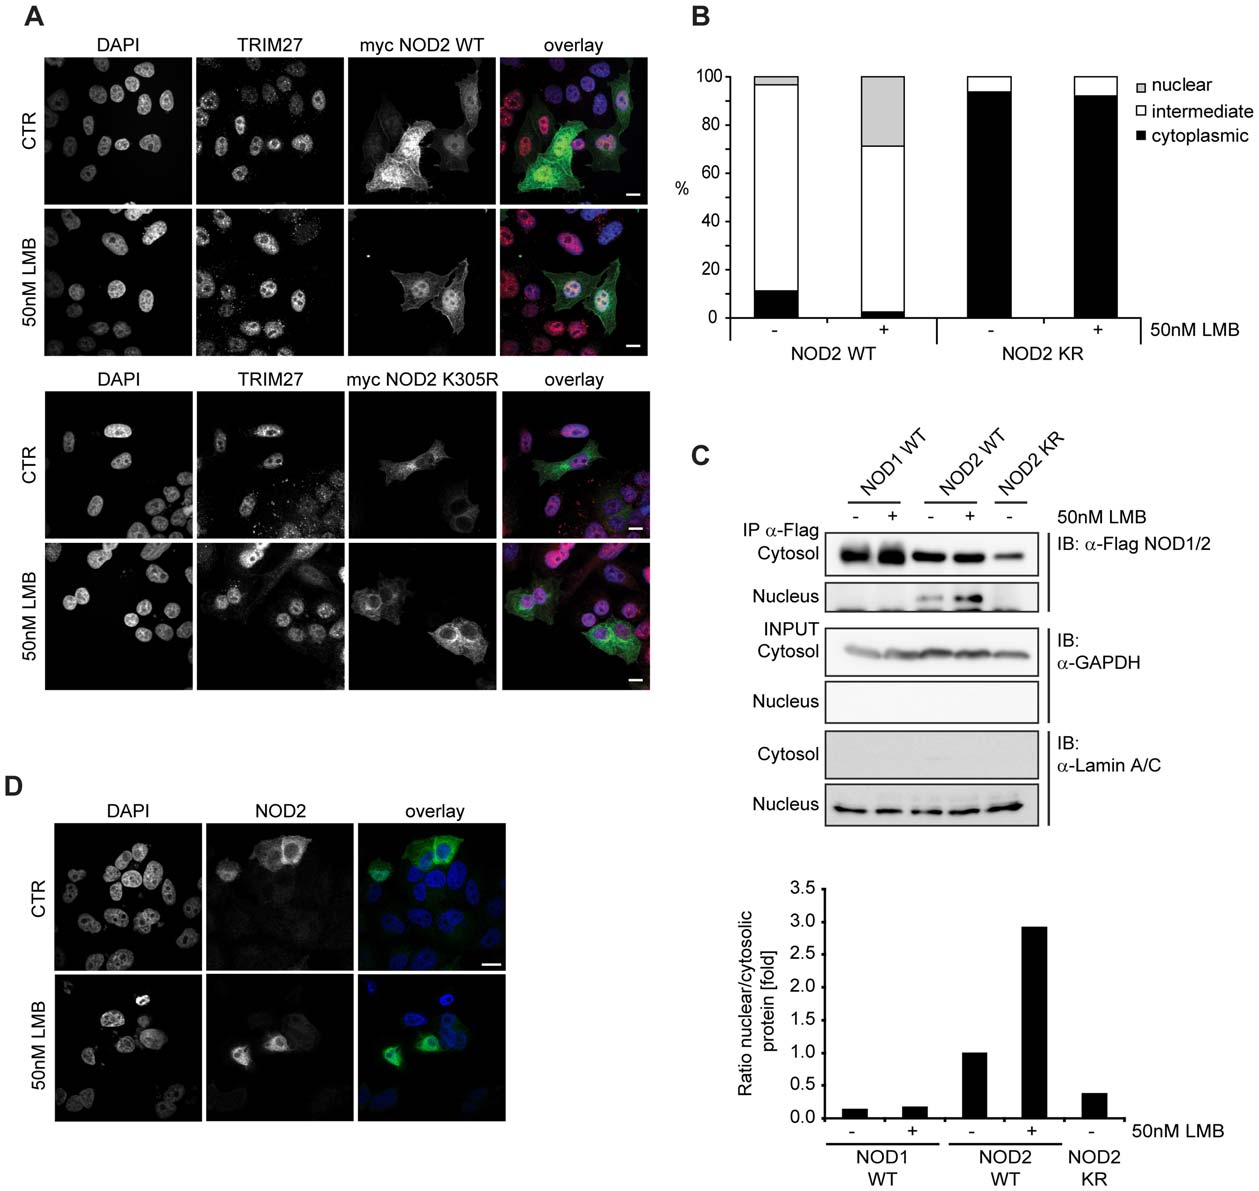 A
DAPI TRIM27 myc NOD2 WT overlay
CTR
50nM LMB
DAPI TRIM27 myc NOD2 K305R overlay
CTR
50nM LMB
B
100
80
60
40
20
0
%
nuclear
intermediate
cytoplasmic
- + - + 50nM LMB
NOD2 WT NOD2 KR
C
NOD1 WT NOD2 WT NOD2 KR
- + - + - 50nM LMB
IP α-Flag
Cytosol
Nucleus
IB: α-Flag NOD1/2
INPUT
Cytosol
Nucleus
IB:
α-GAPDH
Cytosol
Nucleus
IB:
α-Lamin A/C
3.5
3.0
2.5
2.0
1.5
1.0
0.5
0.0
Ratio nuclear/cytosolic
protein [fold]
- + - + - 50nM LMB
NOD1 NOD2 NOD2
WT WT KR
D
DAPI NOD2 overlay
CTR
50nM LMB